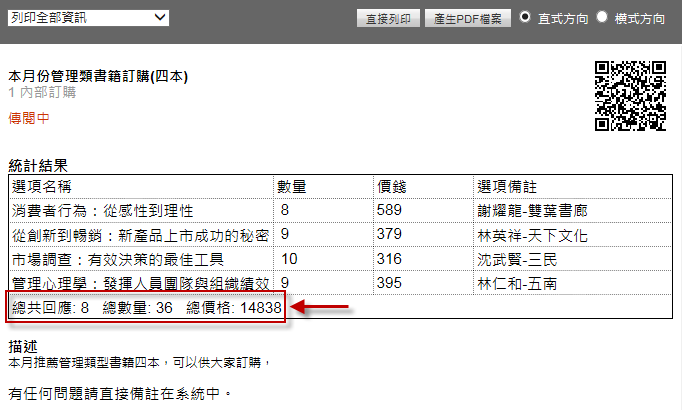 列印全部資訊 直接列印 產生PDF檔案 直式方向 橫式方向
本月份管理類書籍訂購(四本)
1 內部訂購
傳閱中
統計結果
選項名稱 數量 價錢 選項備註
消費者行為：從感性到理性 8 589 謝耀龍-雙葉書廊
從創新到暢銷：新產品上市成功的秘密 9 379 林英祥-天下文化
市場調查：有效決策的最佳工具 10 316 沈武賢-三民
管理心理學：發揮人員團隊與組織績效 9 395 林仁和-五南
總共回應: 8 總數量: 36 總價格: 14838
描述
本月推薦管理類型書籍四本，可以供大家訂購，
有任何問題請直接備註在系統中。